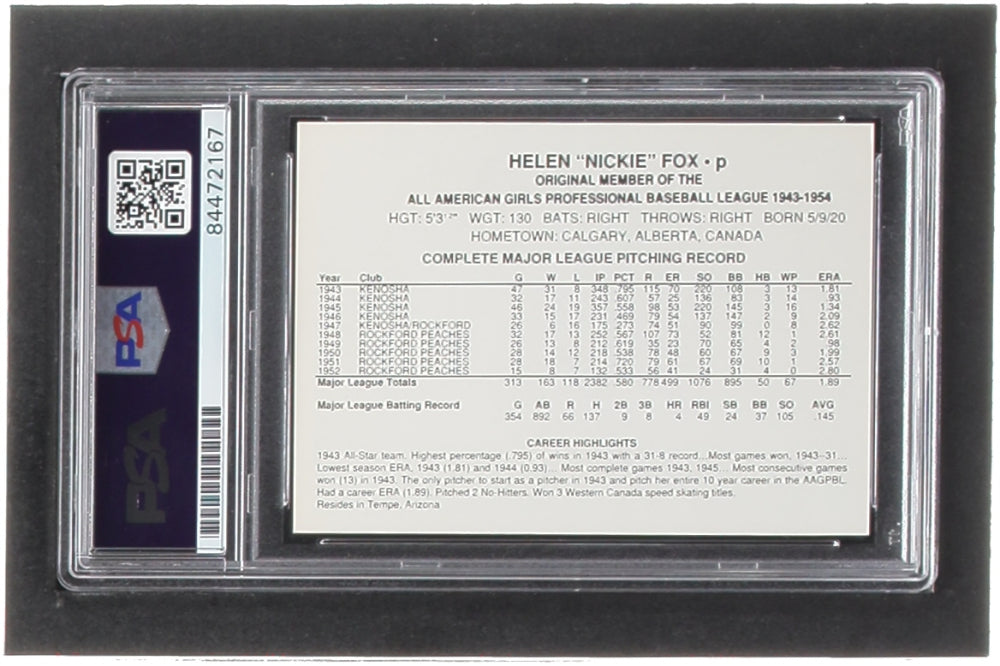 84472167
PSA
PSA
HELEN "NICKIE" FOX • p
ORIGINAL MEMBER OF THE
ALL AMERICAN GIRLS PROFESSIONAL BASEBALL LEAGUE 1943-1954
HGT: 5'3 1/2" WGT: 130 BATS: RIGHT THROWS: RIGHT BORN 5/9/20
HOMETOWN: CALGARY, ALBERTA, CANADA
COMPLETE MAJOR LEAGUE PITCHING RECORD
Year Club G W L IP PCT R ER SO BB HB WP ERA
1943 KENOSHA 47 31 8 348 .795 115 70 220 108 3 13 1.81
1944 KENOSHA 32 17 11 243 .607 57 25 136 83 3 14 .93
1945 KENOSHA 46 24 19 357 .558 98 53 220 145 3 16 1.34
1946 KENOSHA 33 15 17 231 .469 79 54 137 147 2 9 2.09
1947 KENOSHA/ROCKFORD 26 6 16 175 .273 74 51 90 99 0 8 2.62
1948 ROCKFORD PEACHES 32 17 13 252 .567 107 73 52 81 12 1 2.61
1949 ROCKFORD PEACHES 26 13 8 212 .619 35 23 70 65 4 2 .98
1950 ROCKFORD PEACHES 28 14 12 218 .538 78 48 60 67 9 3 1.99
1951 ROCKFORD PEACHES 28 18 7 214 .720 79 61 67 69 10 1 2.57
1952 ROCKFORD PEACHES 15 8 7 132 .533 56 41 24 31 4 0 2.80
Major League Totals 313 163 118 2382 .580 778 499 1076 895 50 67 1.89
Major League Batting Record G AB R H 2B 3B HR RBI SB BB SO AVG
354 892 66 137 9 8 4 49 24 37 105 .145
CAREER HIGHLIGHTS
1943 All-Star team. Highest percentage (.795) of wins in 1943 with a 31-8 record...Most games won, 1943--31...
Lowest season ERA, 1943 (1.81) and 1944 (0.93)... Most complete games 1943, 1945... Most consecutive games
won (13) in 1943. The only pitcher to start as a pitcher in 1943 and pitch her entire 10 year career in the AAGPBL.
Had a career ERA (1.89). Pitched 2 No-Hitters. Won 3 Western Canada speed skating titles.
Resides in Tempe, Arizona